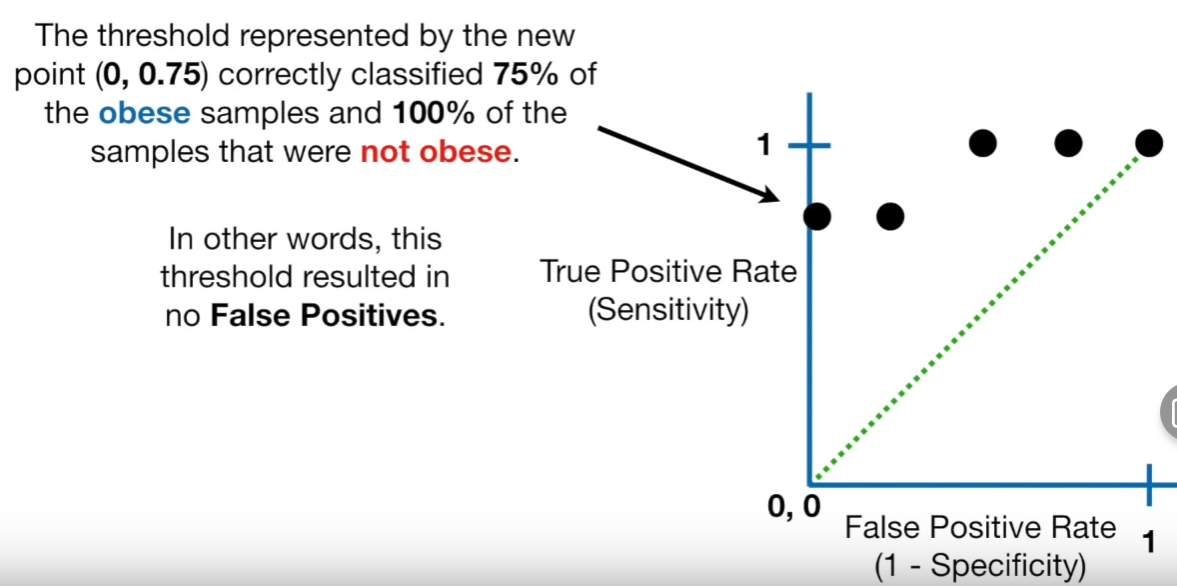 The threshold represented by the new
point (0, 0.75) correctly classified 75% of
the obese samples and 100% of the
samples that were not obese.
In other words, this
threshold resulted in
no False Positives.
1
True Positive Rate
(Sensitivity)
0, 0
False Positive Rate
(1 - Specificity)
1